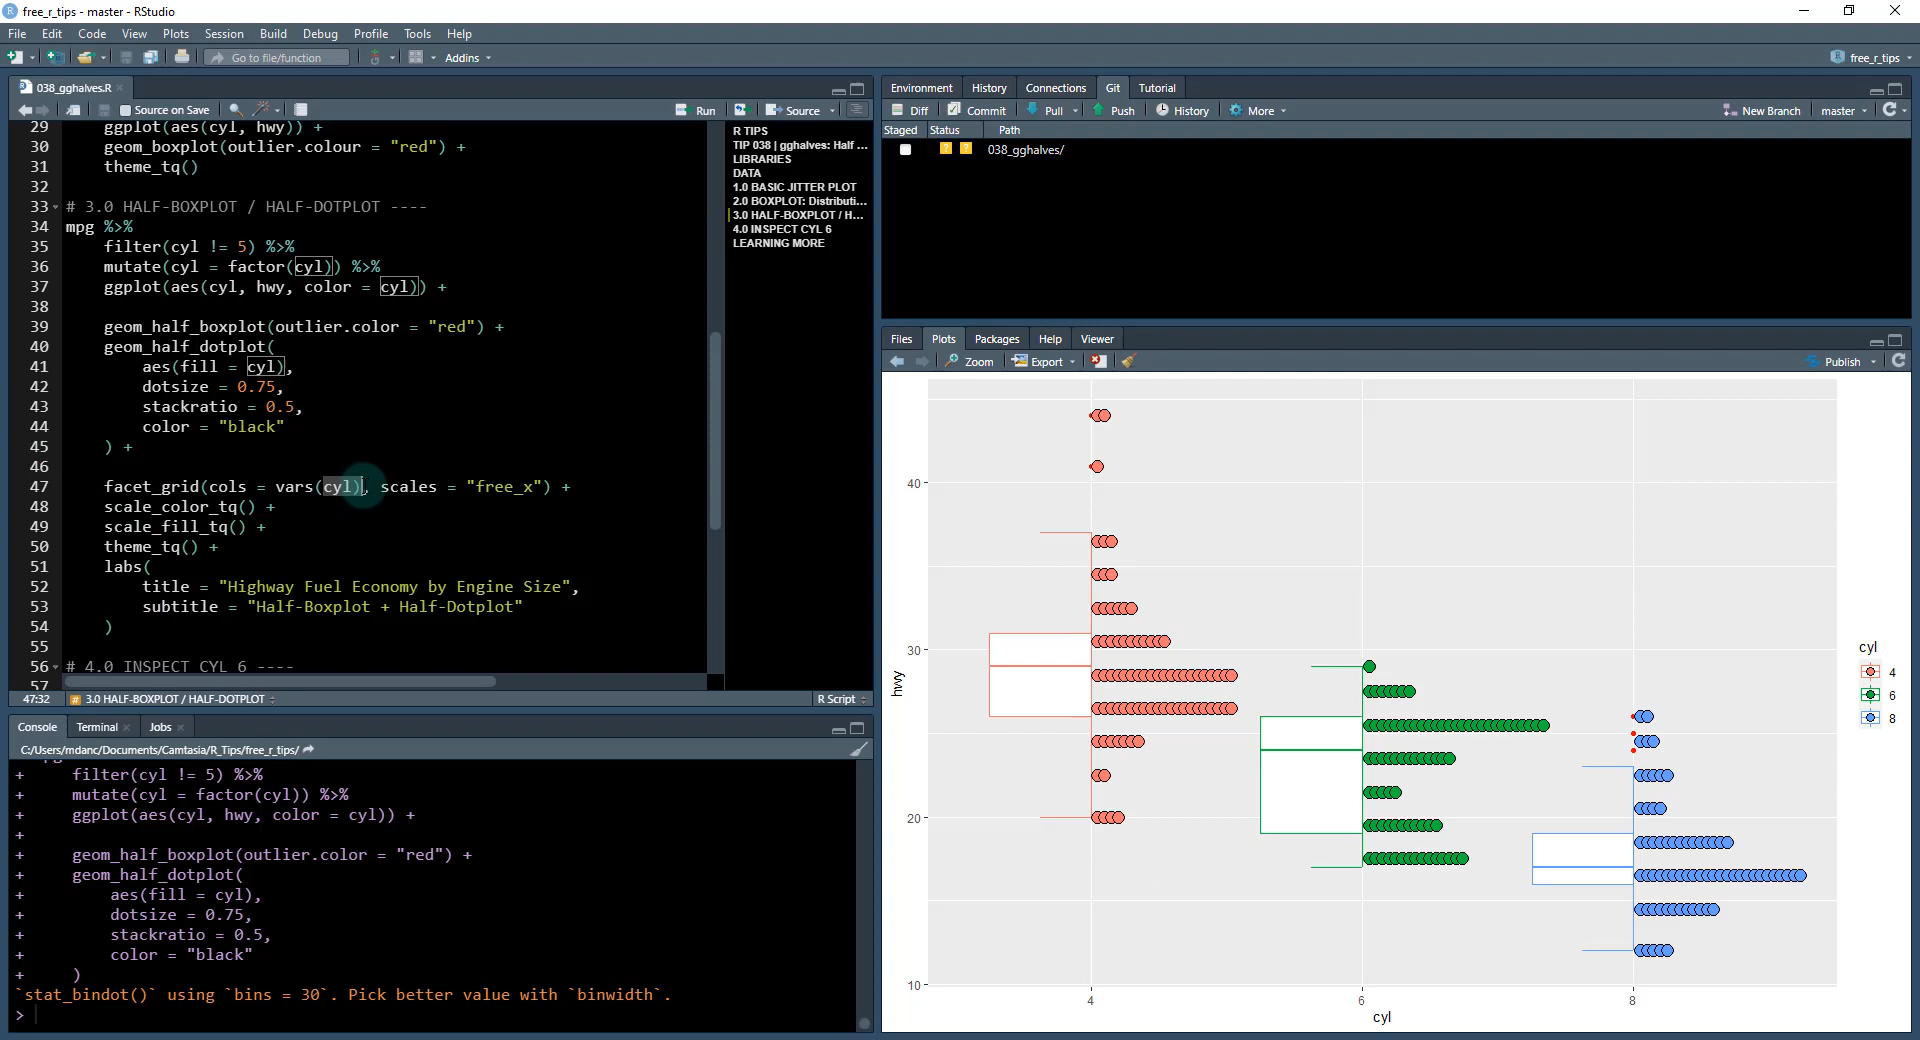 free_r_tips - master - RStudio
File Edit Code View Plots Session Build Debug Profile Tools Help
Go to file/function Addins free_r_tips
038_gghalves.R
Source on Save Run Source
29 ggplot(aes(cyl, hwy)) +
30 geom_boxplot(outlier.colour = "red") +
31 theme_tq()
32
33 # 3.0 HALF-BOXPLOT / HALF-DOTPLOT ----
34 mpg %>%
35 filter(cyl != 5) %>%
36 mutate(cyl = factor(cyl)) %>%
37 ggplot(aes(cyl, hwy, color = cyl)) +
38
39 geom_half_boxplot(outlier.color = "red") +
40 geom_half_dotplot(
41 aes(fill = cyl),
42 dotsize = 0.75,
43 stackratio = 0.5,
44 color = "black"
45 ) +
46
47 facet_grid(cols = vars(cyl), scales = "free_x") +
48 scale_color_tq() +
49 scale_fill_tq() +
50 theme_tq() +
51 labs(
52 title = "Highway Fuel Economy by Engine Size",
53 subtitle = "Half-Boxplot + Half-Dotplot"
54 )
55
56 # 4.0 INSPECT CYL 6 ----
57
R TIPS
TIP 038 | gghalves: Half ...
LIBRARIES
DATA
1.0 BASIC JITTER PLOT
2.0 BOXPLOT: Distributi...
3.0 HALF-BOXPLOT / H...
4.0 INSPECT CYL 6
LEARNING MORE
47:32 # 3.0 HALF-BOXPLOT / HALF-DOTPLOT R Script
Console Terminal Jobs
C:/Users/mdanc/Documents/Camtasia/R_Tips/free_r_tips/
+ filter(cyl != 5) %>%
+ mutate(cyl = factor(cyl)) %>%
+ ggplot(aes(cyl, hwy, color = cyl)) +
+
+ geom_half_boxplot(outlier.color = "red") +
+ geom_half_dotplot(
+ aes(fill = cyl),
+ dotsize = 0.75,
+ stackratio = 0.5,
+ color = "black"
+ )
`stat_bindot()` using `bins = 30`. Pick better value with `binwidth`.
>
Environment History Connections Git Tutorial
Diff Commit Pull Push History More New Branch master
Staged Status Path
? ? 038_gghalves/
Files Plots Packages Help Viewer
Zoom Export Publish
hwy
40
30
20
10
4 6 8
cyl
cyl
4
6
8